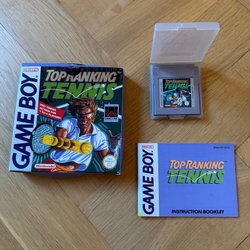 GAME BOY
TOP RANKING
TENNIS
Nintendo
TOP RANKING
TENNIS
GAME BOY
TOP RANKING
TENNIS
INSTRUCTION BOOKLET